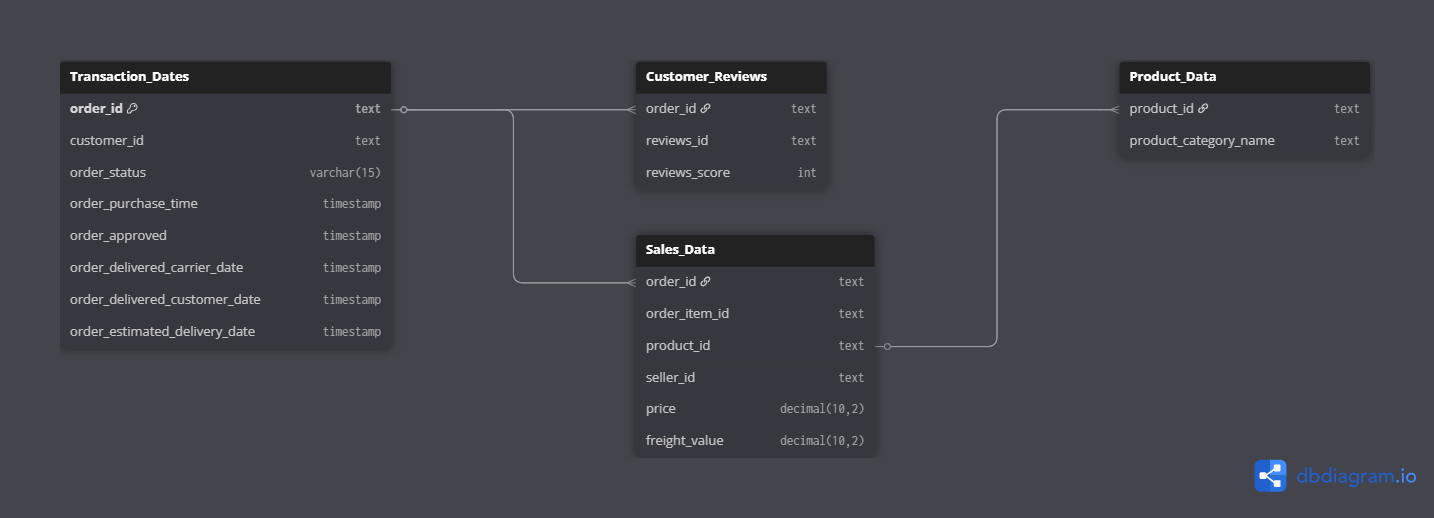 Transaction_Dates
order_id text
customer_id text
order_status varchar(15)
order_purchase_time timestamp
order_approved timestamp
order_delivered_carrier_date timestamp
order_delivered_customer_date timestamp
order_estimated_delivery_date timestamp
Customer_Reviews
order_id text
reviews_id text
reviews_score int
Sales_Data
order_id text
order_item_id text
product_id text
seller_id text
price decimal(10,2)
freight_value decimal(10,2)
Product_Data
product_id text
product_category_name text
dbdiagram.io